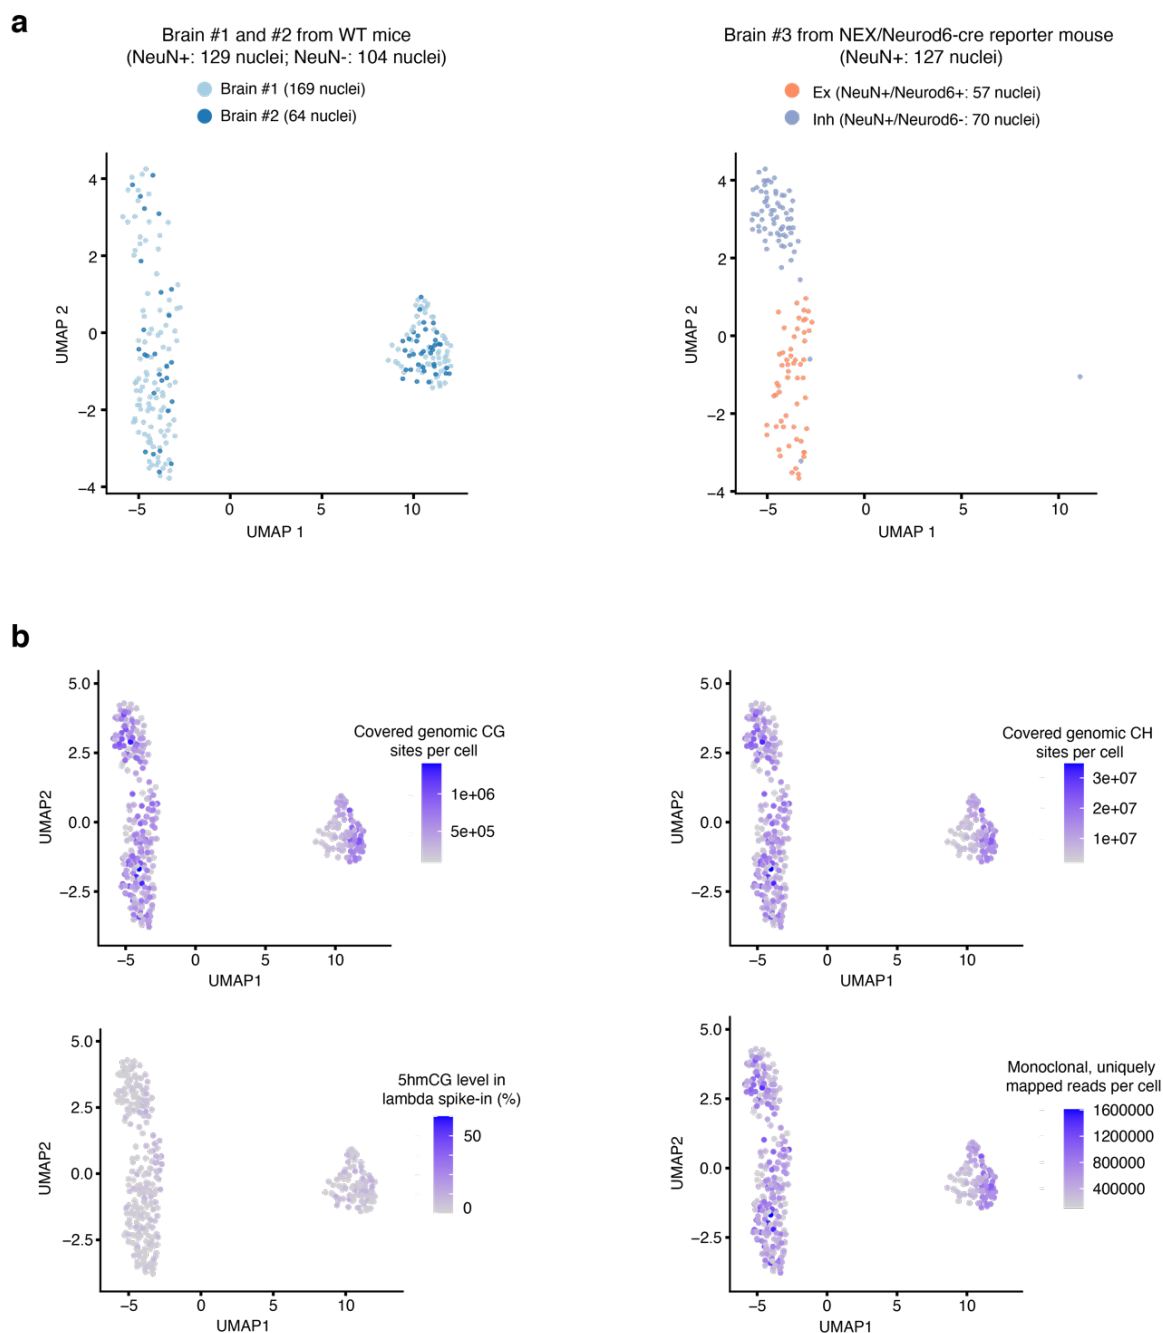 a
Brain #1 and #2 from WT mice
(NeuN+: 129 nuclei; NeuN-: 104 nuclei)
Brain #1 (169 nuclei)
Brain #2 (64 nuclei)
4
2
0
−2
−4
−5
0
5
10
UMAP 2
UMAP 1
Brain #3 from NEX/Neurod6-cre reporter mouse
(NeuN+: 127 nuclei)
Ex (NeuN+/Neurod6+: 57 nuclei)
Inh (NeuN+/Neurod6-: 70 nuclei)
4
2
0
−2
−4
−5
0
5
10
UMAP 2
UMAP 1
b
5.0
2.5
0.0
−2.5
−5
0
5
10
UMAP2
UMAP1
Covered genomic CG
sites per cell
1e+06
5e+05
5.0
2.5
0.0
−2.5
−5
0
5
10
UMAP2
UMAP1
Covered genomic CH
sites per cell
3e+07
2e+07
1e+07
5.0
2.5
0.0
−2.5
−5
0
5
10
UMAP2
UMAP1
5hmCG level in
lambda spike-in (%)
50
0
5.0
2.5
0.0
−2.5
−5
0
5
10
UMAP2
UMAP1
Monoclonal, uniquely
mapped reads per cell
1600000
1200000
800000
400000